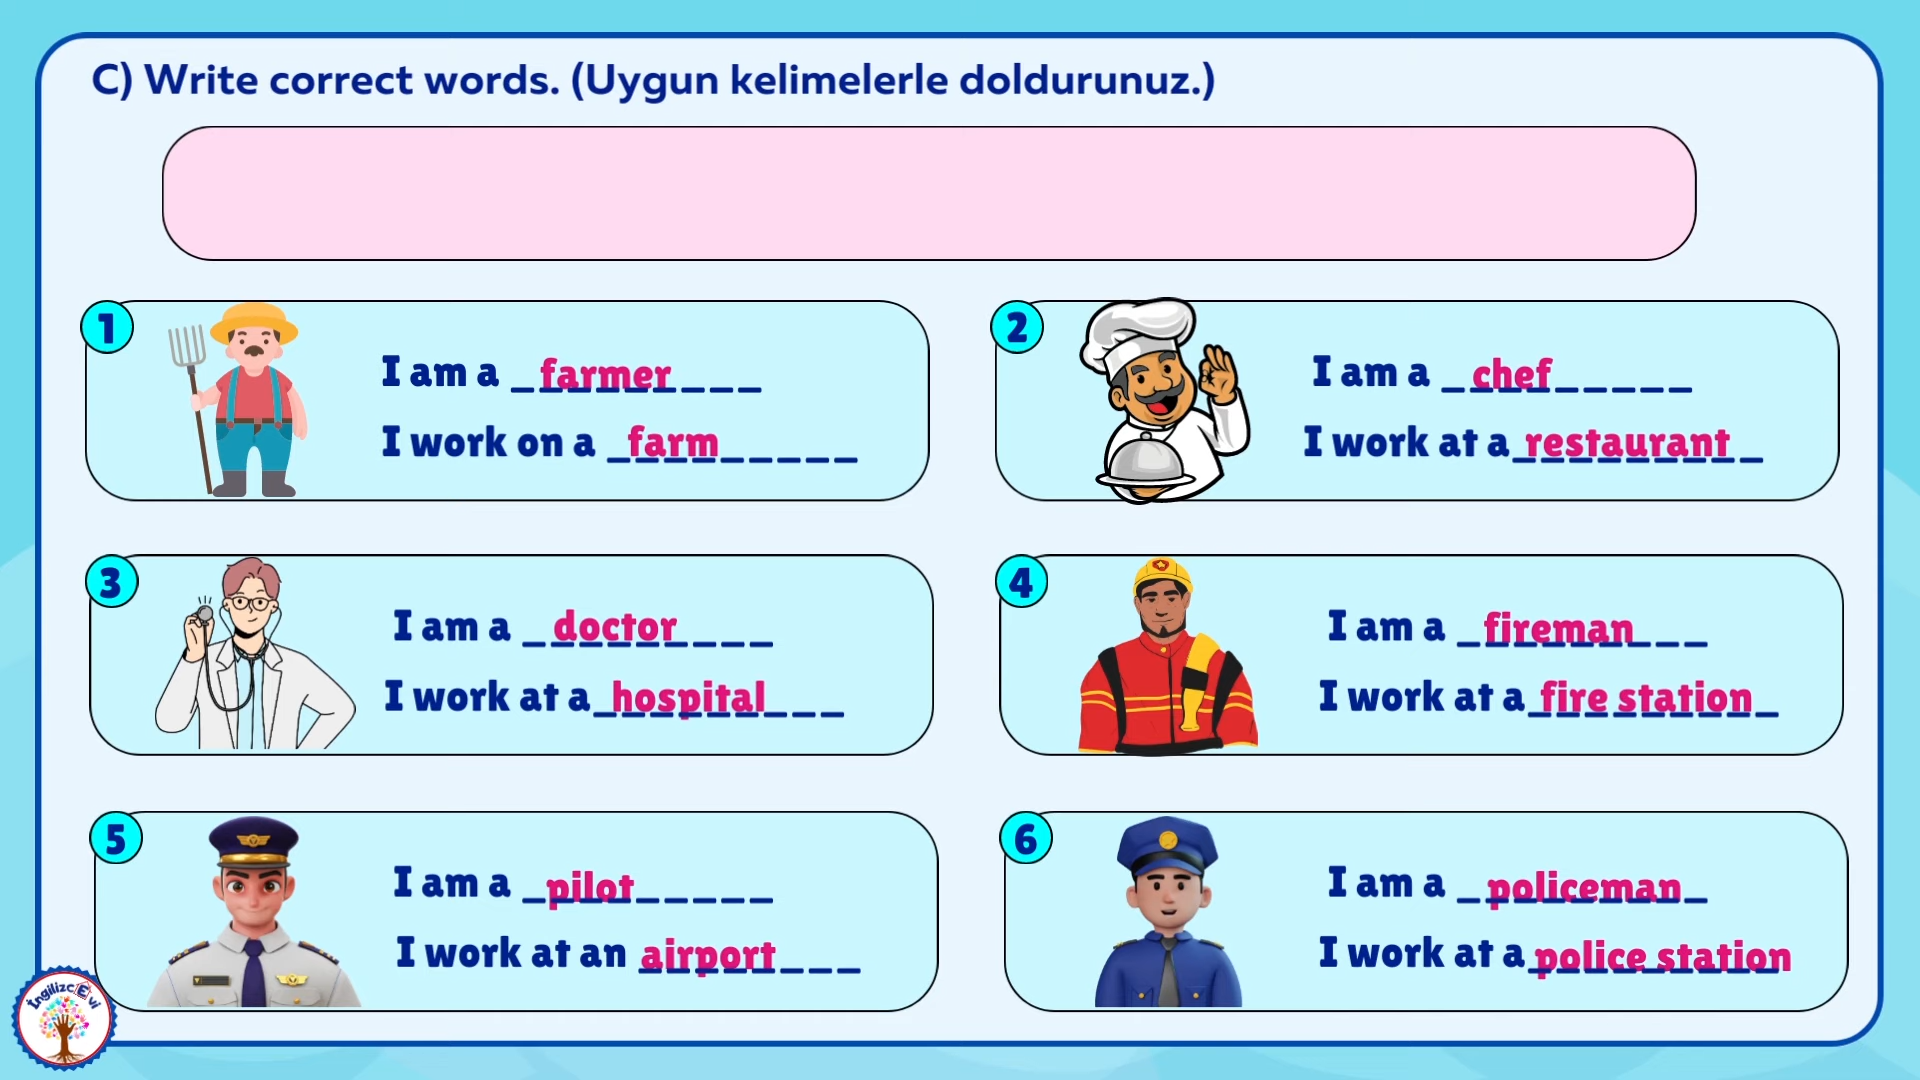 C) Write correct words. (Uygun kelimelerle doldurunuz.)
1
I am a _farmer___
I work on a _farm_____
2
I am a _chef_____
I work at a_restaurant_
3
I am a _doctor___
I work at a_hospital___
4
I am a _fireman___
I work at a_fire station_
5
I am a _pilot_____
I work at an airport___
6
I am a _policeman_
I work at a_police station
İngilizcEvi